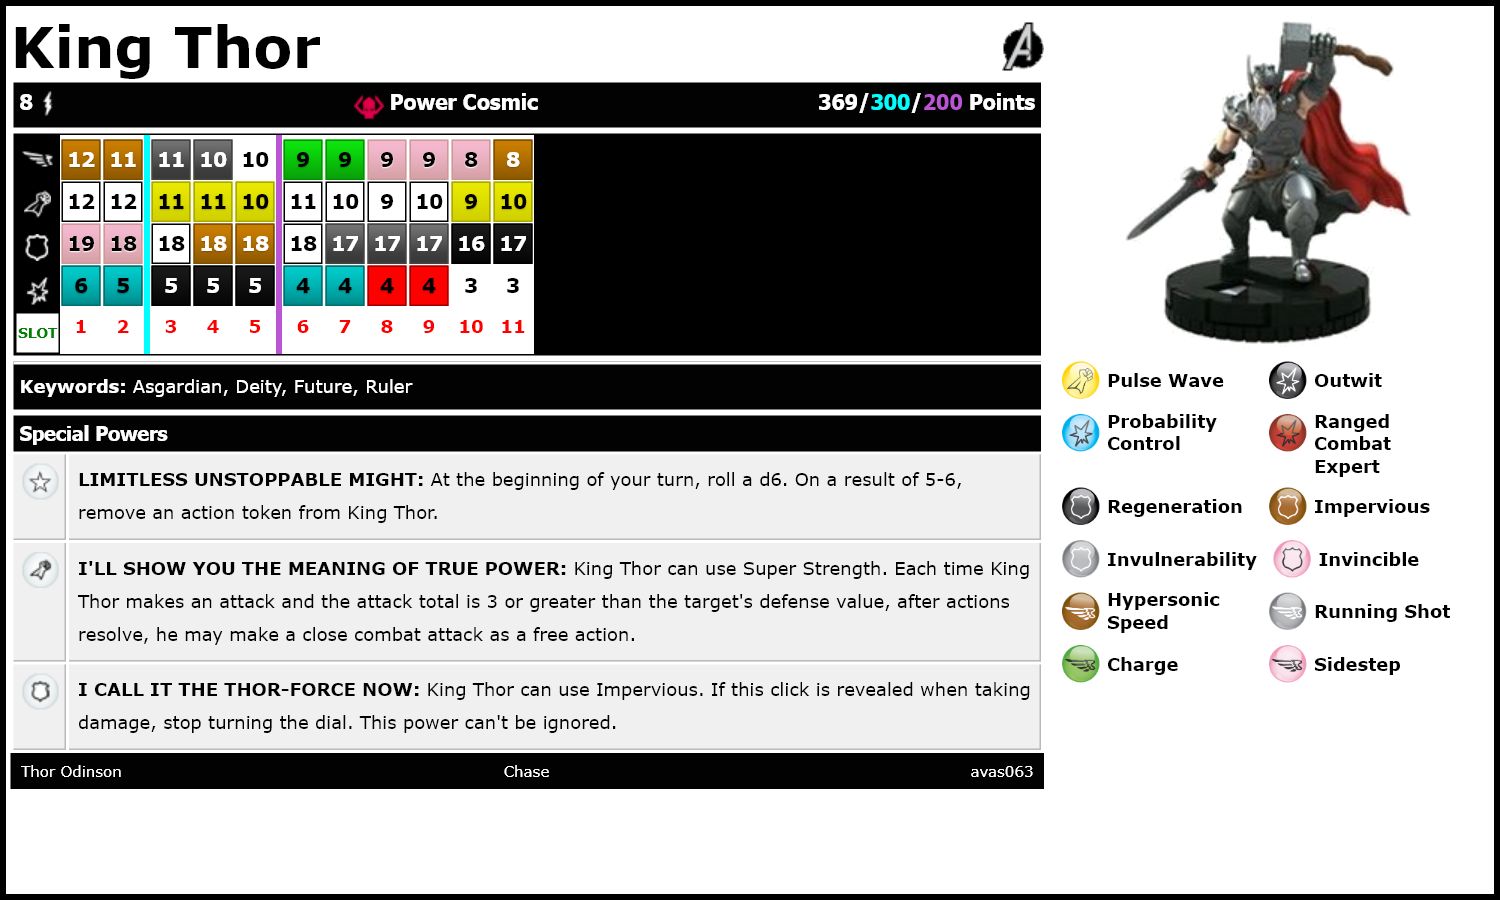 King Thor
8 Power Cosmic 369/300/200 Points
12 11 11 10 10 9 9 9 9 8 8
12 12 11 11 10 11 10 9 10 9 10
19 18 18 18 18 18 17 17 17 16 17
6 5 5 5 5 4 4 4 4 3 3
SLOT 1 2 3 4 5 6 7 8 9 10 11
Keywords: Asgardian, Deity, Future, Ruler
Special Powers
LIMITLESS UNSTOPPABLE MIGHT: At the beginning of your turn, roll a d6. On a result of 5-6,
remove an action token from King Thor.
I'LL SHOW YOU THE MEANING OF TRUE POWER: King Thor can use Super Strength. Each time King
Thor makes an attack and the attack total is 3 or greater than the target's defense value, after actions
resolve, he may make a close combat attack as a free action.
I CALL IT THE THOR-FORCE NOW: King Thor can use Impervious. If this click is revealed when taking
damage, stop turning the dial. This power can't be ignored.
Thor Odinson Chase avas063
Pulse Wave
Outwit
Probability
Control
Ranged
Combat
Expert
Regeneration
Impervious
Invulnerability
Invincible
Hypersonic
Speed
Running Shot
Charge
Sidestep